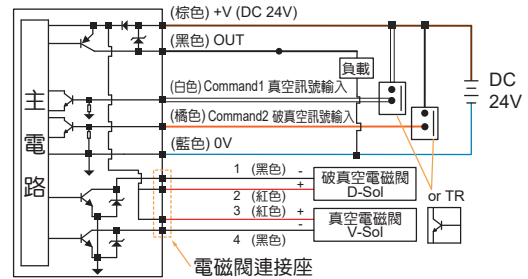 (棕色) +V (DC 24V)
(黑色) OUT
負載
(白色) Command1 真空訊號輸入
DC
24V
主電路
(橘色) Command2 破真空訊號輸入
(藍色) 0V
1 (黑色) -
破真空電磁閥
D-Sol
2 (紅色) +
or TR
3 (紅色) +
真空電磁閥
V-Sol
4 (黑色) -
電磁閥連接座